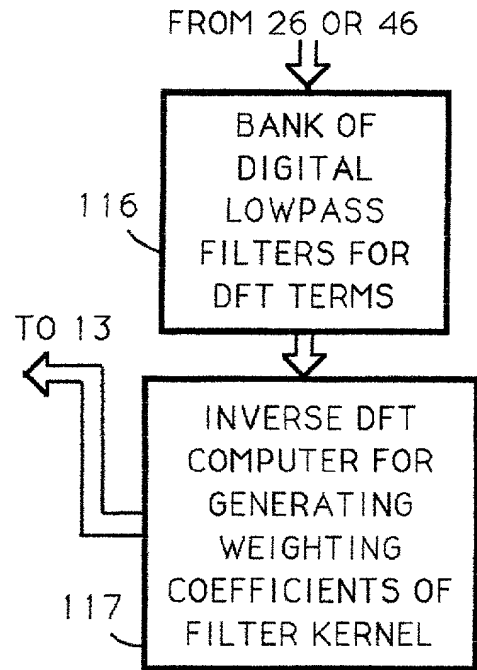 FROM 26 OR 46
BANK OF
DIGITAL
LOWPASS
FILTERS FOR
DFT TERMS
116
TO 13
INVERSE DFT
COMPUTER FOR
GENERATING
WEIGHTING
COEFFICIENTS OF
FILTER KERNEL
117